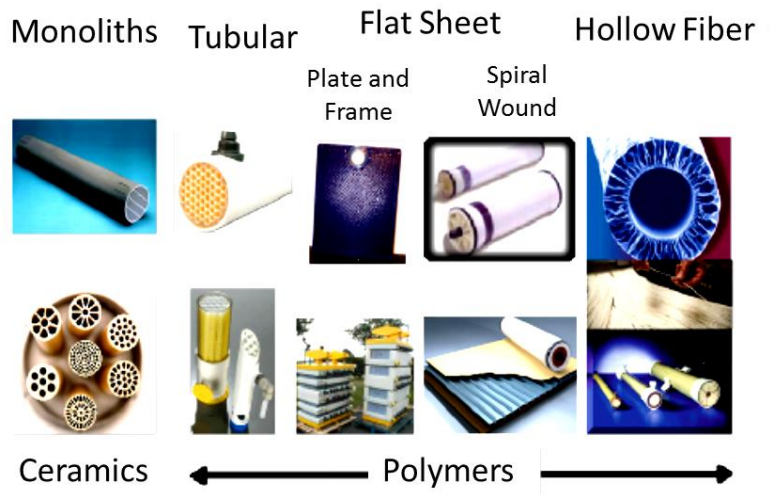 Monoliths
Tubular
Flat Sheet
Hollow Fiber
Plate and
Frame
Spiral
Wound
Ceramics
Polymers